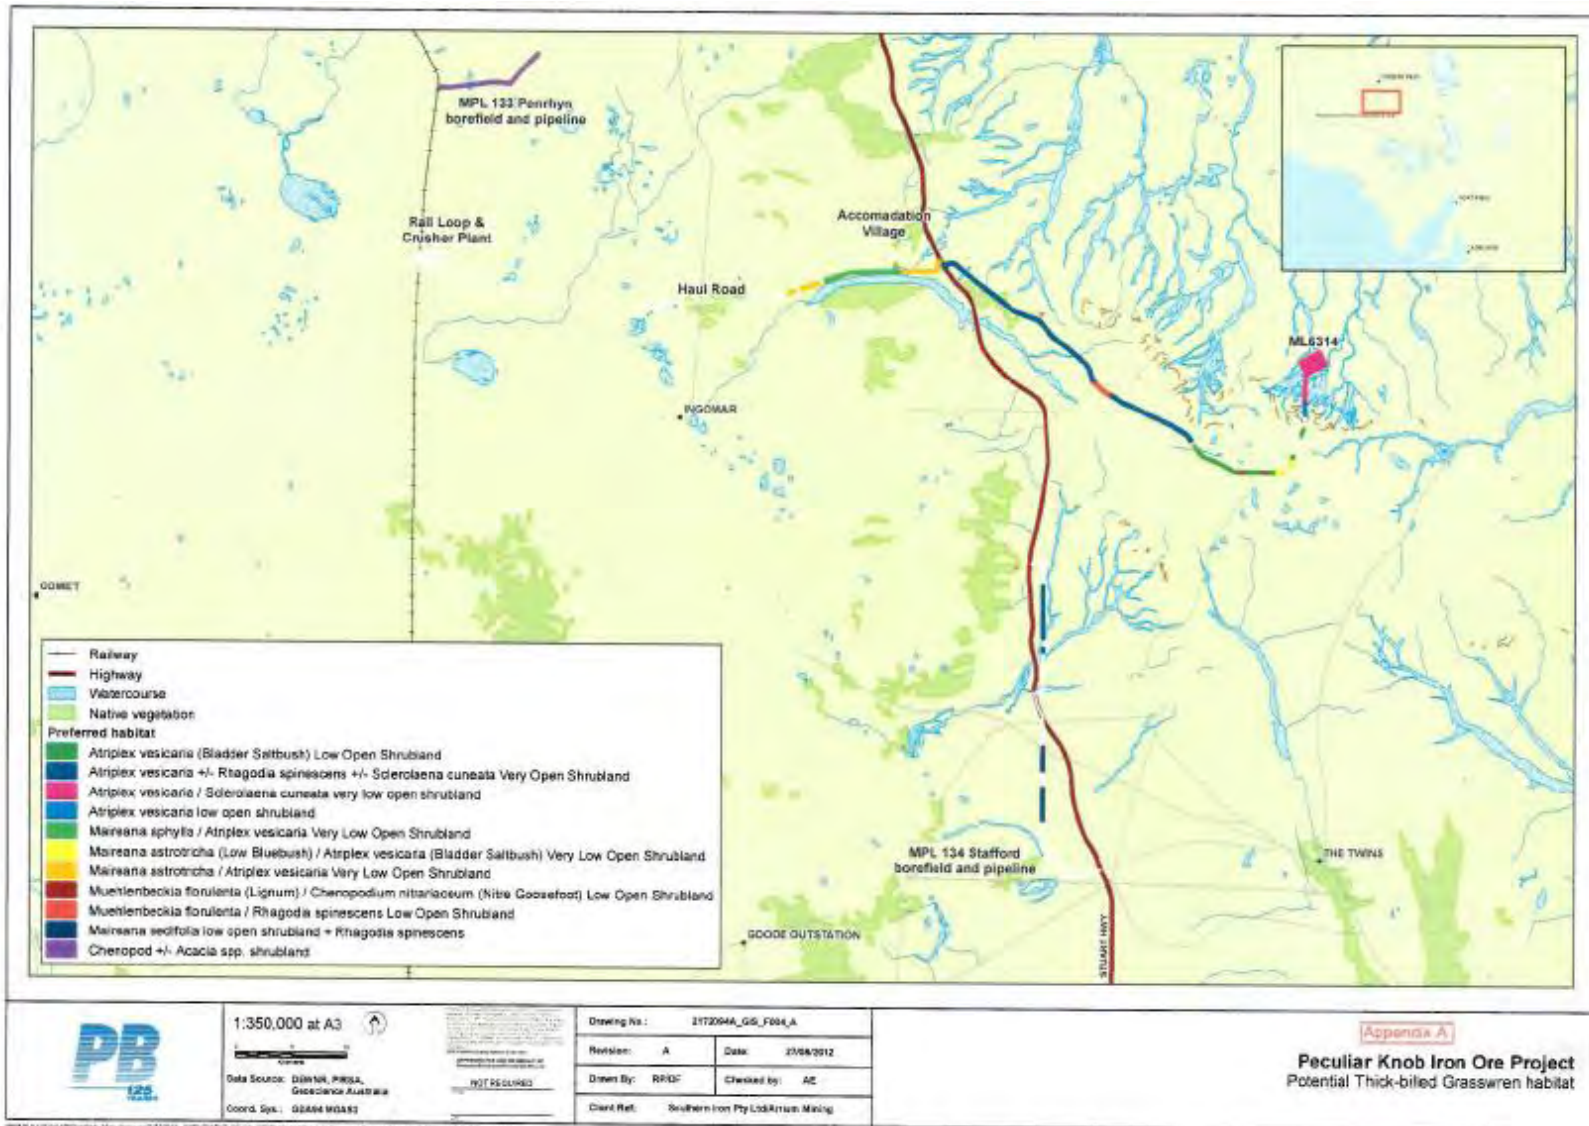 MPL 133 Penrhyn
borefield and pipeline
Rail Loop &
Crusher Plant
Accomadation
Village
Haul Road
ML6314
INGOMAR
COMET
MPL 134 Stafford
borefield and pipeline
THE TWINS
GOODE OUTSTATION
STUART HWY
Railway
Highway
Watercourse
Native vegetation
Preferred habitat
Atriplex vesicaria (Bladder Saltbush) Low Open Shrubland
Atriplex vesicaria +/- Rhagodia spinescens +/- Sclerolaena cuneata Very Open Shrubland
Atriplex vesicaria / Sclerolaena cuneata very low open shrubland
Atriplex vesicaria low open shrubland
Maireana aphylla / Atriplex vesicaria Very Low Open Shrubland
Maireana astrotricha (Low Bluebush) / Atriplex vesicaria (Bladder Saltbush) Very Low Open Shrubland
Maireana astrotricha / Atriplex vesicaria Very Low Open Shrubland
Muehlenbeckia florulenta (Lignum) / Chenopodium nitrariaceum (Nitre Goosefoot) Low Open Shrubland
Muehlenbeckia florulenta / Rhagodia spinescens Low Open Shrubland
Maireana sedifolia low open shrubland + Rhagodia spinescens
Chenopod +/- Acacia spp. shrubland
PB
125
YEARS
1:350,000 at A3
Data Source: DEWNR, PIRSA,
Geoscience Australia
Coord. Sys.: GDA94 MGA53
NOT REQUIRED
Drawing No.: 2172094A_GIS_F004_A
Revision: A Date: 27/08/2012
Drawn By: RP/DF Checked by: AE
Client Ref: Southern Iron Pty Ltd/Arrium Mining
Appendix A
Peculiar Knob Iron Ore Project
Potential Thick-billed Grasswren habitat